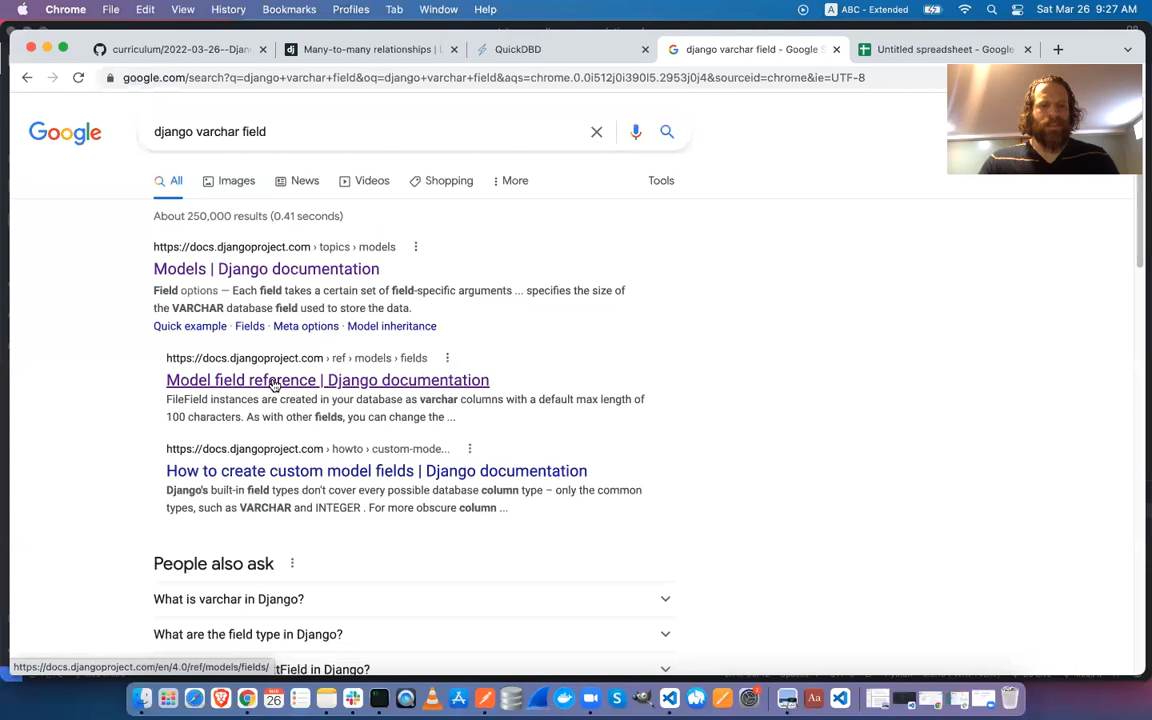 Chrome File Edit View History Bookmarks Profiles Tab Window Help A ABC - Extended Sat Mar 26 9:27 AM
curriculum/2022-03-26--Djan
dj Many-to-many relationships |
QuickDBD
django varchar field - Google S
Untitled spreadsheet - Google
google.com/search?q=django+varchar+field&oq=django+varchar+field&aqs=chrome.0.0i512j0i390l5.2953j0j4&sourceid=chrome&ie=UTF-8
Google
django varchar field
All Images News Videos Shopping More Tools
About 250,000 results (0.41 seconds)
https://docs.djangoproject.com › topics › models
Models | Django documentation
Field options — Each field takes a certain set of field-specific arguments ... specifies the size of
the VARCHAR database field used to store the data.
Quick example · Fields · Meta options · Model inheritance
https://docs.djangoproject.com › ref › models › fields
Model field reference | Django documentation
FileField instances are created in your database as varchar columns with a default max length of
100 characters. As with other fields, you can change the ...
https://docs.djangoproject.com › howto › custom-mode...
How to create custom model fields | Django documentation
Django's built-in field types don't cover every possible database column type – only the common
types, such as VARCHAR and INTEGER . For more obscure column ...
People also ask
What is varchar in Django?
What are the field type in Django?
tField in Django?
https://docs.djangoproject.com/en/4.0/ref/models/fields/
26
S
Aa